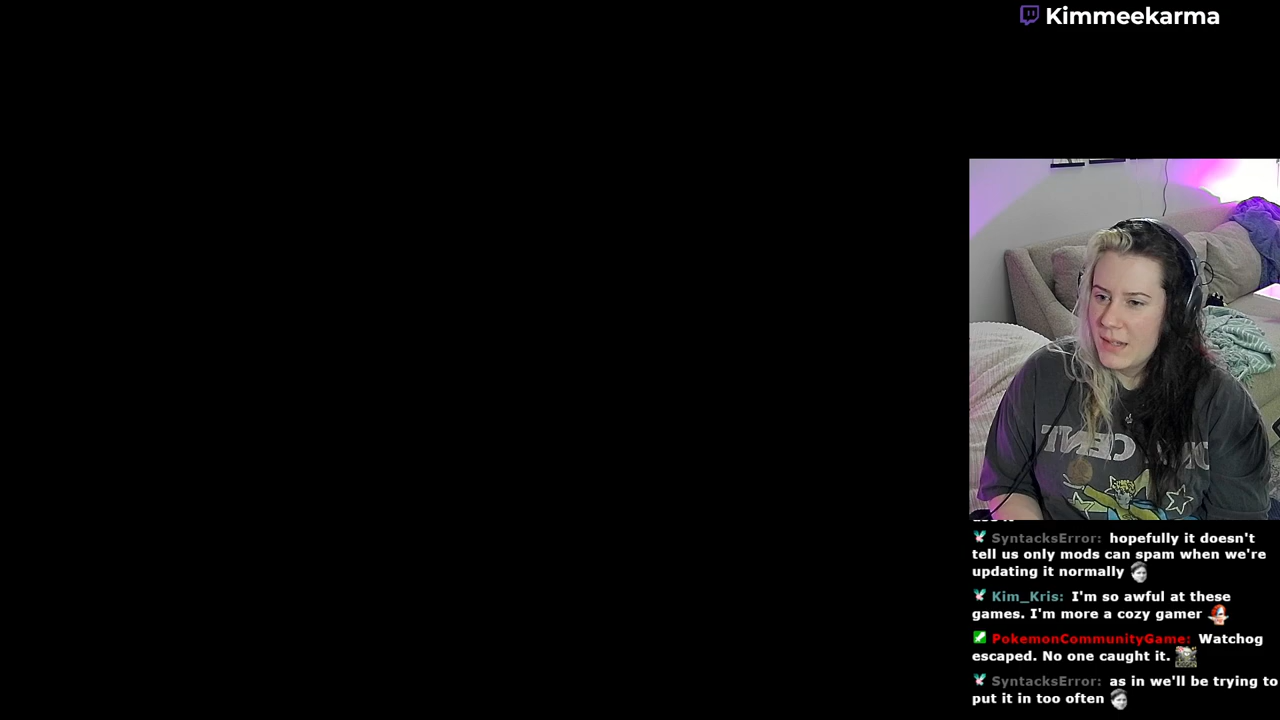 Kimmeekarma
SyntacksError: hopefully it doesn't
tell us only mods can spam when we're
updating it normally
Kim_Kris: I'm so awful at these
games. I'm more a cozy gamer
PokemonCommunityGame: Watchog
escaped. No one caught it.
SyntacksError: as in we'll be trying to
put it in too often